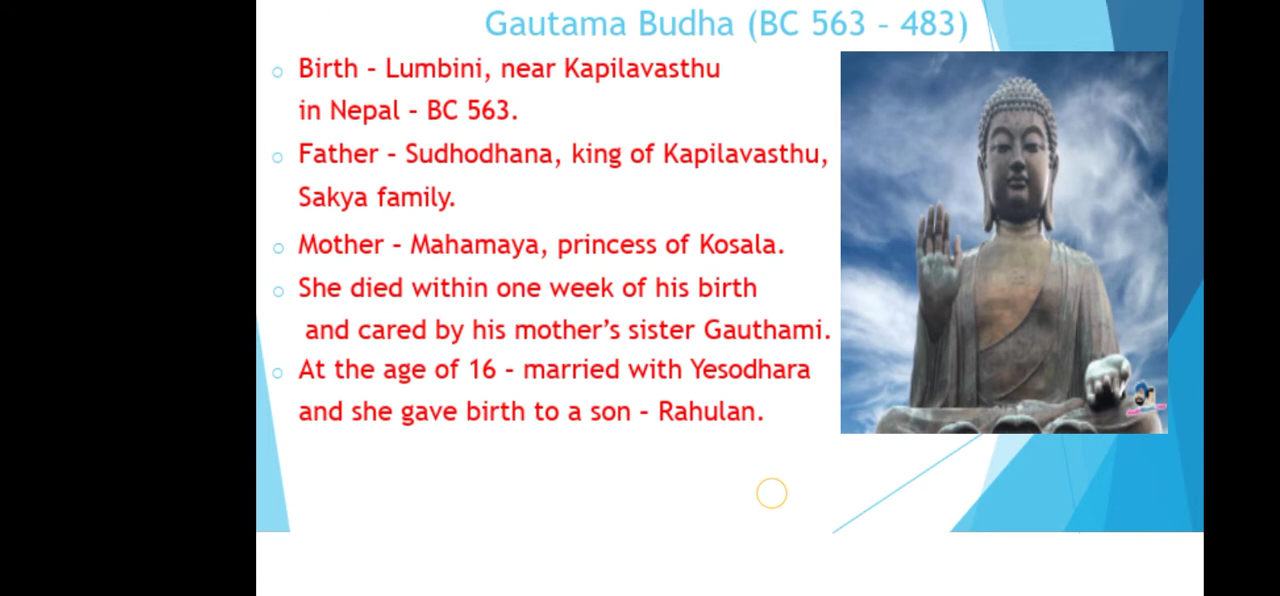 Gautama Budha (BC 563 – 483)
Birth – Lumbini, near Kapilavasthu
in Nepal – BC 563.
Father – Sudhodhana, king of Kapilavasthu,
Sakya family.
Mother – Mahamaya, princess of Kosala.
She died within one week of his birth
and cared by his mother’s sister Gauthami.
At the age of 16 – married with Yesodhara
and she gave birth to a son – Rahulan.